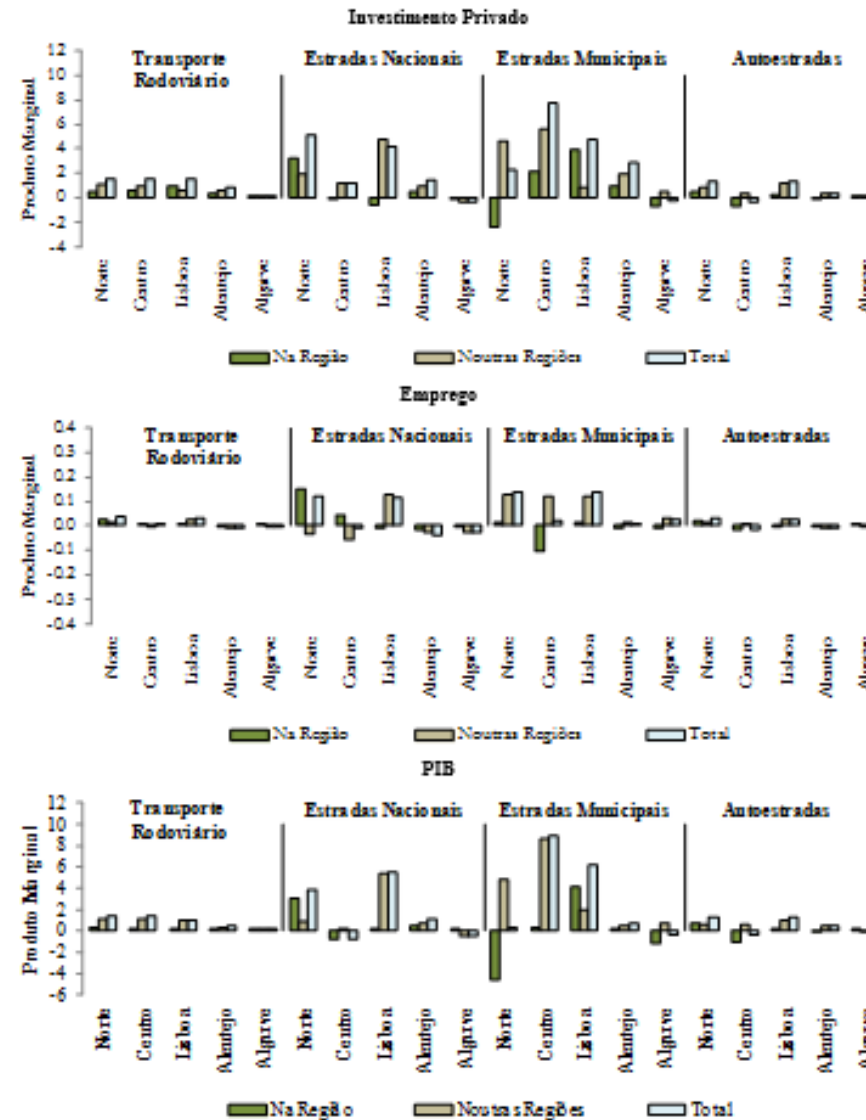 Investimento Privado
Transporte Rodoviário
Estradas Nacionais
Estradas Municipais
Autoestradas
Produto Marginal
12
10
8
6
4
2
0
-2
-4
Norte Centro Lisboa Alentejo Algarve Norte Centro Lisboa Alentejo Algarve Norte Centro Lisboa Alentejo Algarve Norte Centro Lisboa Alentejo
Na Região Noutras Regiões Total
Emprego
Transporte Rodoviário
Estradas Nacionais
Estradas Municipais
Autoestradas
Produto Marginal
0.4
0.3
0.2
0.1
0.0
-0.1
-0.2
-0.3
-0.4
Norte Centro Lisboa Alentejo Algarve Norte Centro Lisboa Alentejo Algarve Norte Centro Lisboa Alentejo Algarve Norte Centro Lisboa Alentejo
Na Região Noutras Regiões Total
PIB
Transporte Rodoviário
Estradas Nacionais
Estradas Municipais
Autoestradas
Produto Marginal
12
10
8
6
4
2
0
-2
-4
-6
Norte Centro Lisboa Alentejo Algarve Norte Centro Lisboa Alentejo Algarve Norte Centro Lisboa Alentejo Algarve Norte Centro Lisboa Alentejo
Na Região Noutras Regiões Total